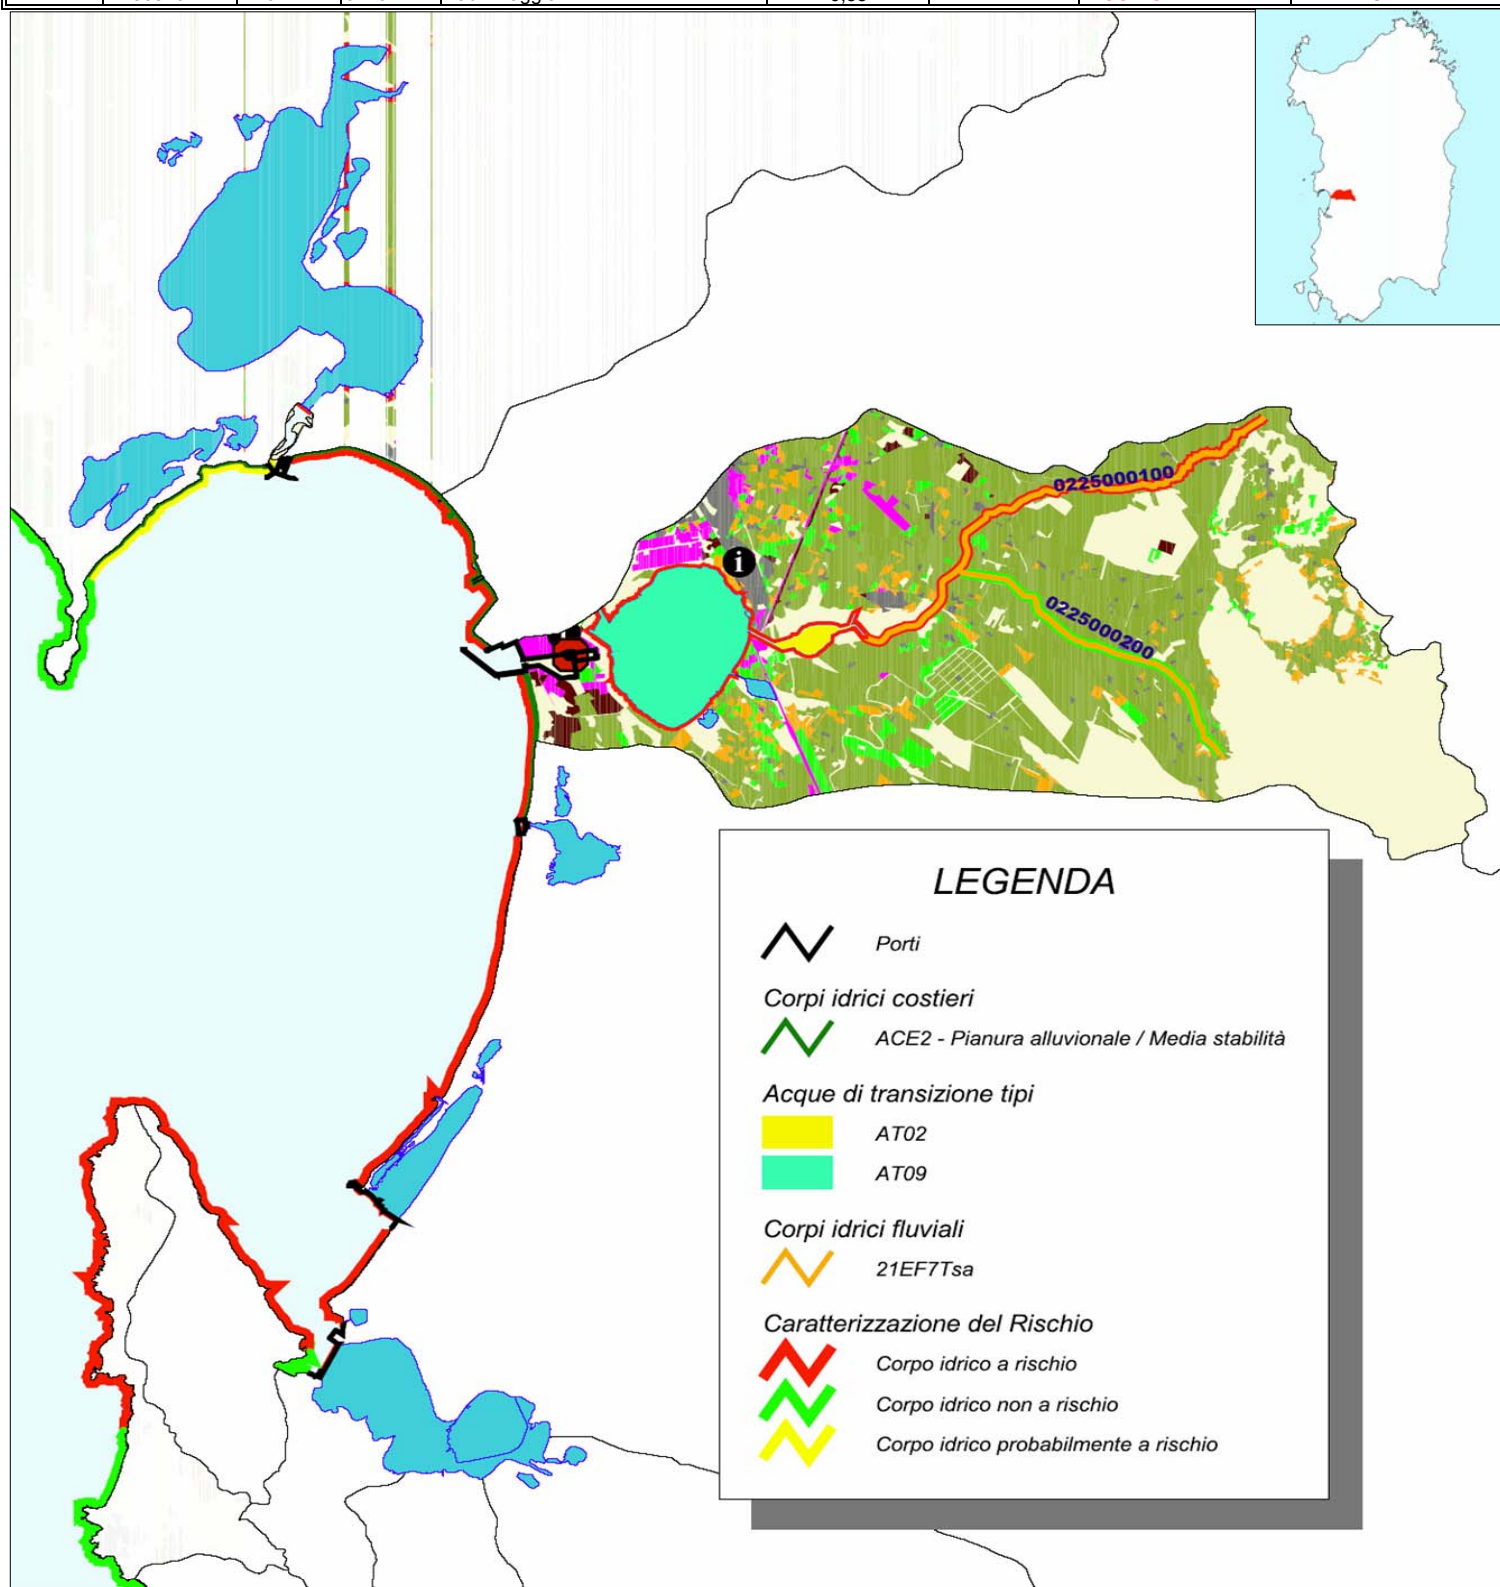 0225000100
0225000200
i
LEGENDA
Porti
Corpi idrici costieri
ACE2 - Pianura alluvionale / Media stabilità
Acque di transizione tipi
AT02
AT09
Corpi idrici fluviali
21EF7Tsa
Caratterizzazione del Rischio
Corpo idrico a rischio
Corpo idrico non a rischio
Corpo idrico probabilmente a rischio